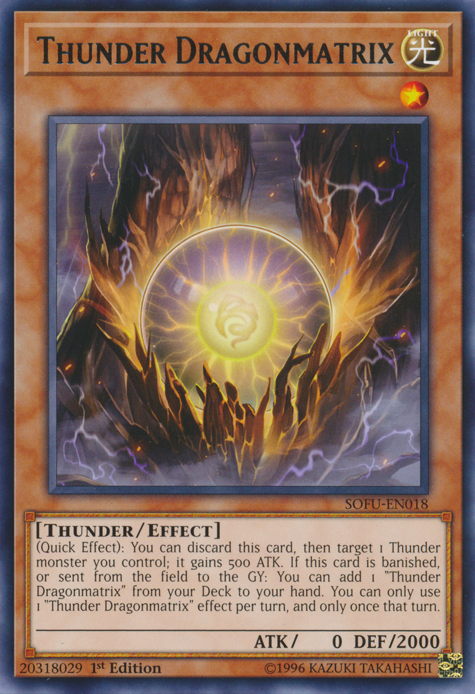 THUNDER DRAGONMATRIX
LIGHT
光
SOFU-EN018
[THUNDER/EFFECT]
(Quick Effect): You can discard this card, then target 1 Thunder
monster you control; it gains 500 ATK. If this card is banished,
or sent from the field to the GY: You can add 1 "Thunder
Dragonmatrix" from your Deck to your hand. You can only use
1 "Thunder Dragonmatrix" effect per turn, and only once that turn.
ATK/ 0 DEF/2000
20318029 1st Edition ©1996 KAZUKI TAKAHASHI